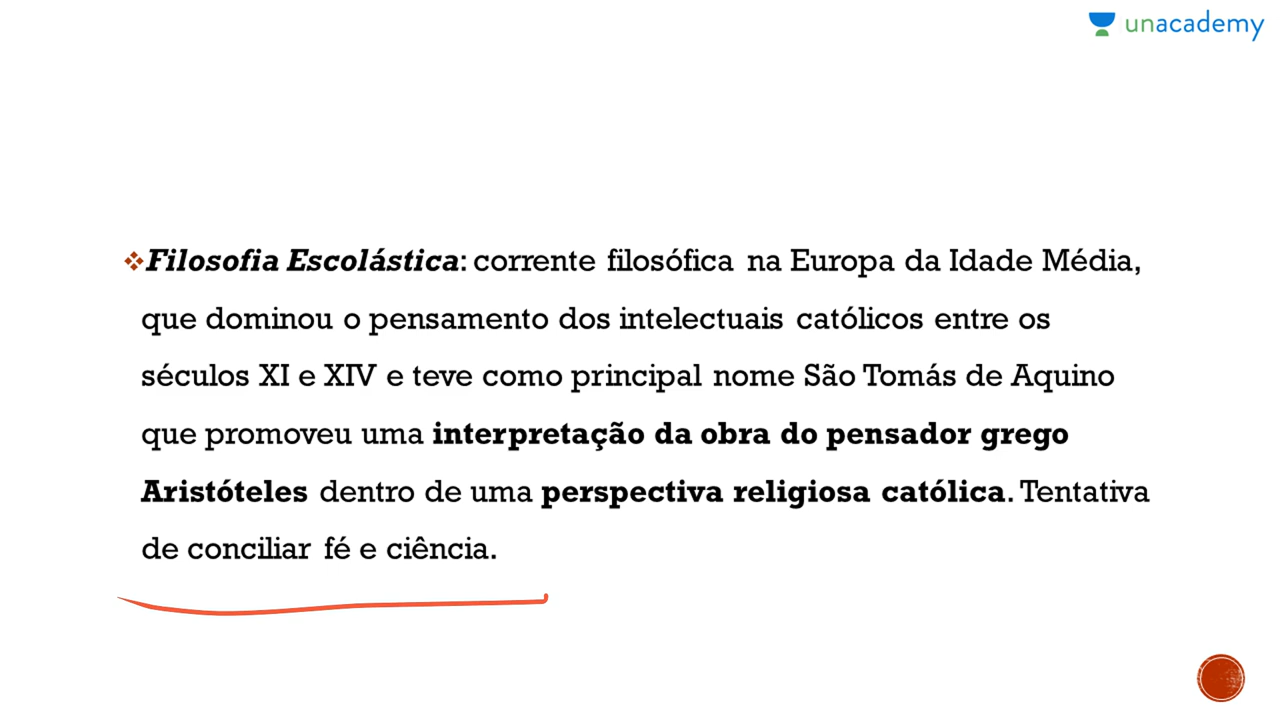 unacademy
Filosofia Escolástica: corrente filosófica na Europa da Idade Média,
que dominou o pensamento dos intelectuais católicos entre os
séculos XI e XIV e teve como principal nome São Tomás de Aquino
que promoveu uma interpretação da obra do pensador grego
Aristóteles dentro de uma perspectiva religiosa católica. Tentativa
de conciliar fé e ciência.